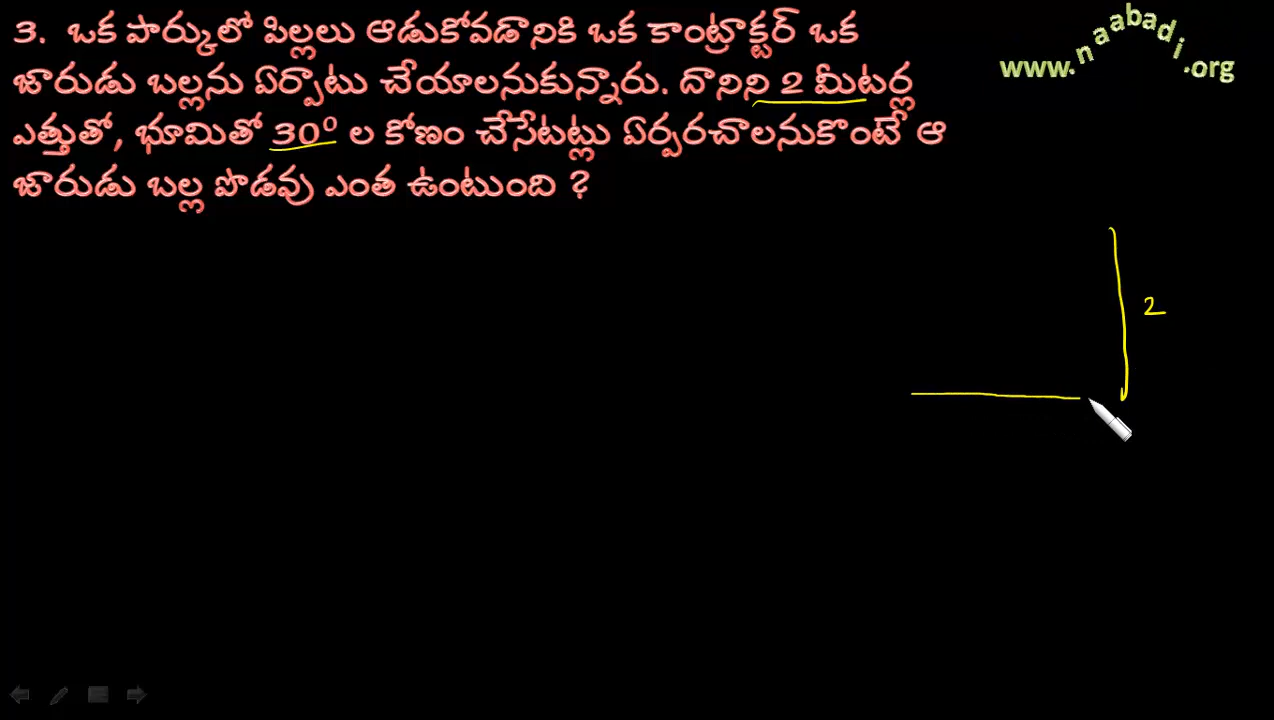 3. ఒక పార్కులో పిల్లలు ఆడుకోవడానికి ఒక కాంట్రాక్టర్ ఒక
జారుడు బల్లను ఏర్పాటు చేయాలనుకున్నారు. దానిని 2 మీటర్ల
ఎత్తుతో, భూమితో 30⁰ ల కోణం చేసేటట్లు ఏర్పరచాలనుకొంటే ఆ
జారుడు బల్ల పొడవు ఎంత ఉంటుంది ?
www.naabadi.org
2